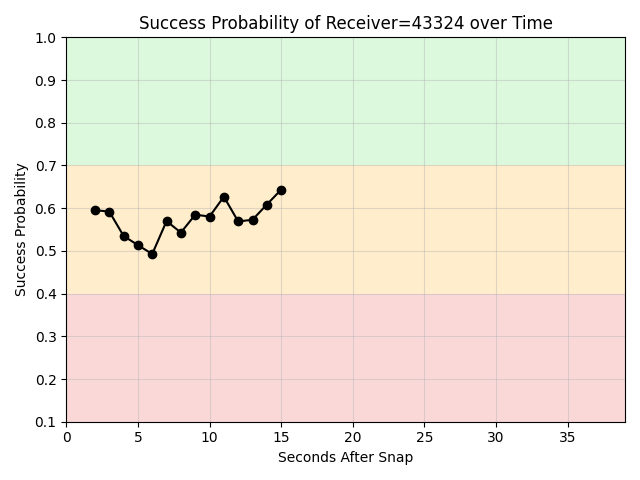 Success Probability of Receiver=43324 over Time
1.0
0.9
0.8
0.7
0.6
0.5
0.4
0.3
0.2
0.1
Success Probability
0 5 10 15 20 25 30 35
Seconds After Snap